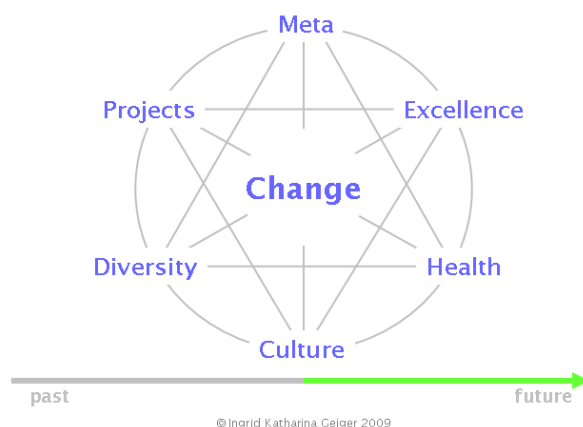 Meta
Projects
Excellence
Change
Diversity
Health
Culture
past
future
© Ingrid Katharina Geiger 2009